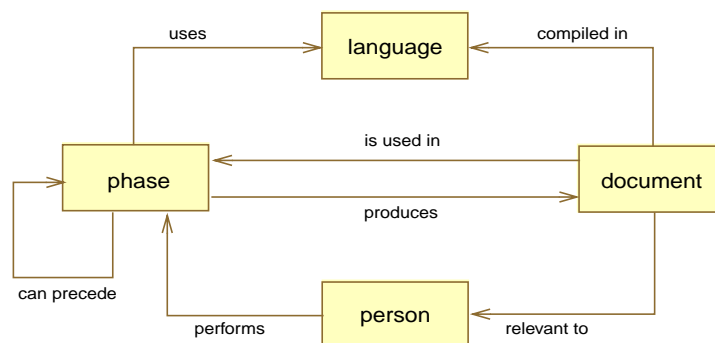 uses
language
compiled in
is used in
phase
document
produces
can precede
performs
person
relevant to